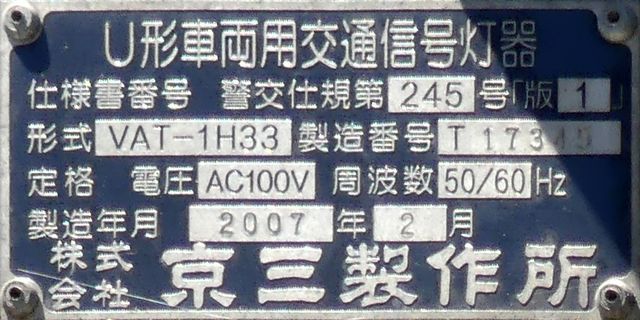 U形車両用交通信号灯器
仕様書番号 警交仕規第 245 号「版 1 」
形式 VAT-1H33 製造番号 T17345
定格 電圧 AC100V 周波数 50/60 Hz
製造年月 2007 年 2 月
株式会社 京三製作所